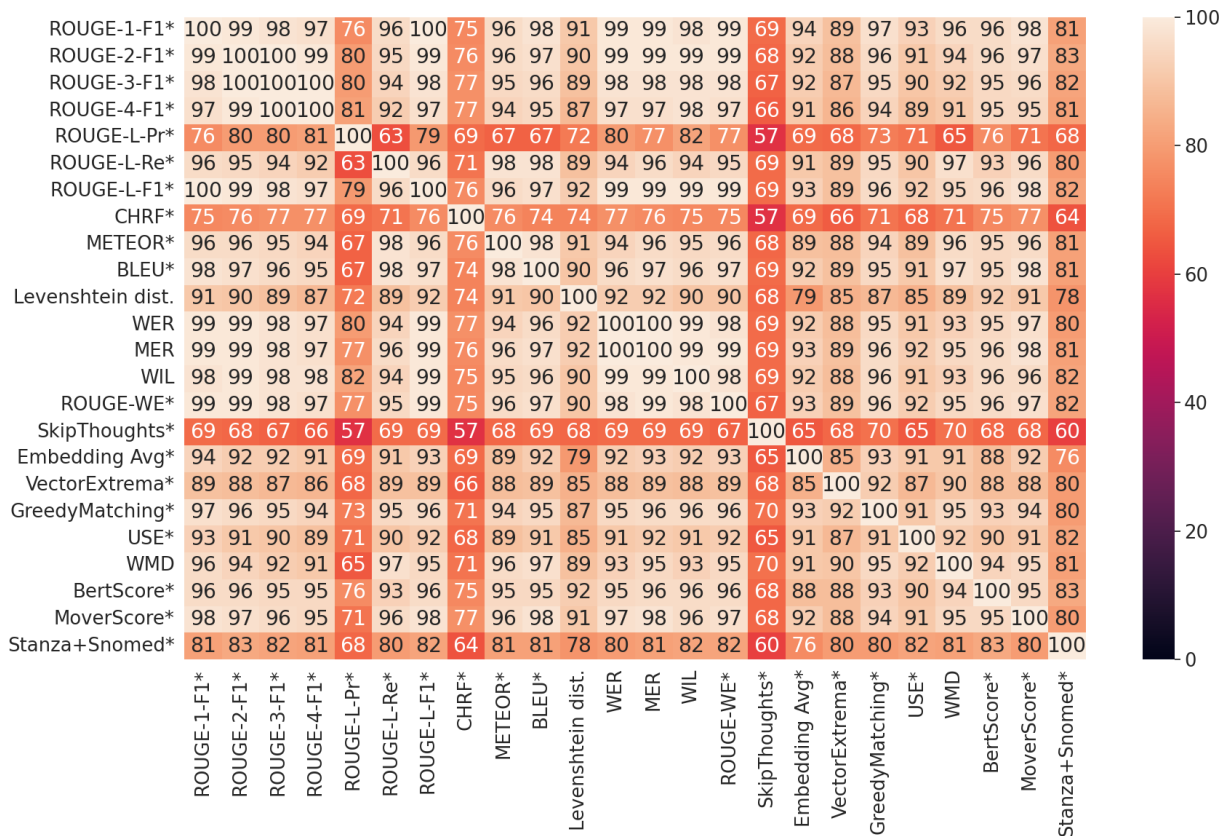 ROUGE-1-F1* 100 99 98 97 76 96 100 75 96 98 91 99 99 98 99 69 94 89 97 93 96 96 98 81
ROUGE-2-F1* 99 100 100 99 80 95 99 76 96 97 90 99 99 99 99 68 92 88 96 91 94 96 97 83
ROUGE-3-F1* 98 100 100 100 80 94 98 77 95 96 89 98 98 98 98 67 92 87 95 90 92 95 96 82
ROUGE-4-F1* 97 99 100 100 81 92 97 77 94 95 87 97 97 98 97 66 91 86 94 89 91 95 95 81
ROUGE-L-Pr* 76 80 80 81 100 63 79 69 67 67 72 80 77 82 77 57 69 68 73 71 65 76 71 68
ROUGE-L-Re* 96 95 94 92 63 100 96 71 98 98 89 94 96 94 95 69 91 89 95 90 97 93 96 80
ROUGE-L-F1* 100 99 98 97 79 96 100 76 96 97 92 99 99 99 99 69 93 89 96 92 95 96 98 82
CHRF* 75 76 77 77 69 71 76 100 76 74 74 77 76 75 75 57 69 66 71 68 71 75 77 64
METEOR* 96 96 95 94 67 98 96 76 100 98 91 94 96 95 96 68 89 88 94 89 96 95 96 81
BLEU* 98 97 96 95 67 98 97 74 98 100 90 96 97 96 97 69 92 89 95 91 97 95 98 81
Levenshtein dist. 91 90 89 87 72 89 92 74 91 90 100 92 92 90 90 68 79 85 87 85 89 92 91 78
WER 99 99 98 97 80 94 99 77 94 96 92 100 100 99 98 69 92 88 95 91 93 95 97 80
MER 99 99 98 97 77 96 99 76 96 97 92 100 100 99 99 69 93 89 96 92 95 96 98 81
WIL 98 99 98 98 82 94 99 75 95 96 90 99 99 100 98 69 92 88 96 91 93 96 96 82
ROUGE-WE* 99 99 98 97 77 95 99 75 96 97 90 98 99 98 100 67 93 89 96 92 95 96 97 82
SkipThoughts* 69 68 67 66 57 69 69 57 68 69 68 69 69 69 67 100 65 68 70 65 70 68 68 60
Embedding Avg* 94 92 92 91 69 91 93 69 89 92 79 92 93 92 93 65 100 85 93 91 91 88 92 76
VectorExtrema* 89 88 87 86 68 89 89 66 88 89 85 88 89 88 89 68 85 100 92 87 90 88 88 80
GreedyMatching* 97 96 95 94 73 95 96 71 94 95 87 95 96 96 96 70 93 92 100 91 95 93 94 80
USE* 93 91 90 89 71 90 92 68 89 91 85 91 92 91 92 65 91 87 91 100 92 90 91 82
WMD 96 94 92 91 65 97 95 71 96 97 89 93 95 93 95 70 91 90 95 92 100 94 95 81
BertScore* 96 96 95 95 76 93 96 75 95 95 92 95 96 96 96 68 88 88 93 90 94 100 95 83
MoverScore* 98 97 96 95 71 96 98 77 96 98 91 97 98 96 97 68 92 88 94 91 95 95 100 80
Stanza+Snomed* 81 83 82 81 68 80 82 64 81 81 78 80 81 82 82 60 76 80 80 82 81 83 80 100
ROUGE-1-F1*
ROUGE-2-F1*
ROUGE-3-F1*
ROUGE-4-F1*
ROUGE-L-Pr*
ROUGE-L-Re*
ROUGE-L-F1*
CHRF*
METEOR*
BLEU*
Levenshtein dist.
WER
MER
WIL
ROUGE-WE*
SkipThoughts*
Embedding Avg*
VectorExtrema*
GreedyMatching*
USE*
WMD
BertScore*
MoverScore*
Stanza+Snomed*
100
80
60
40
20
0